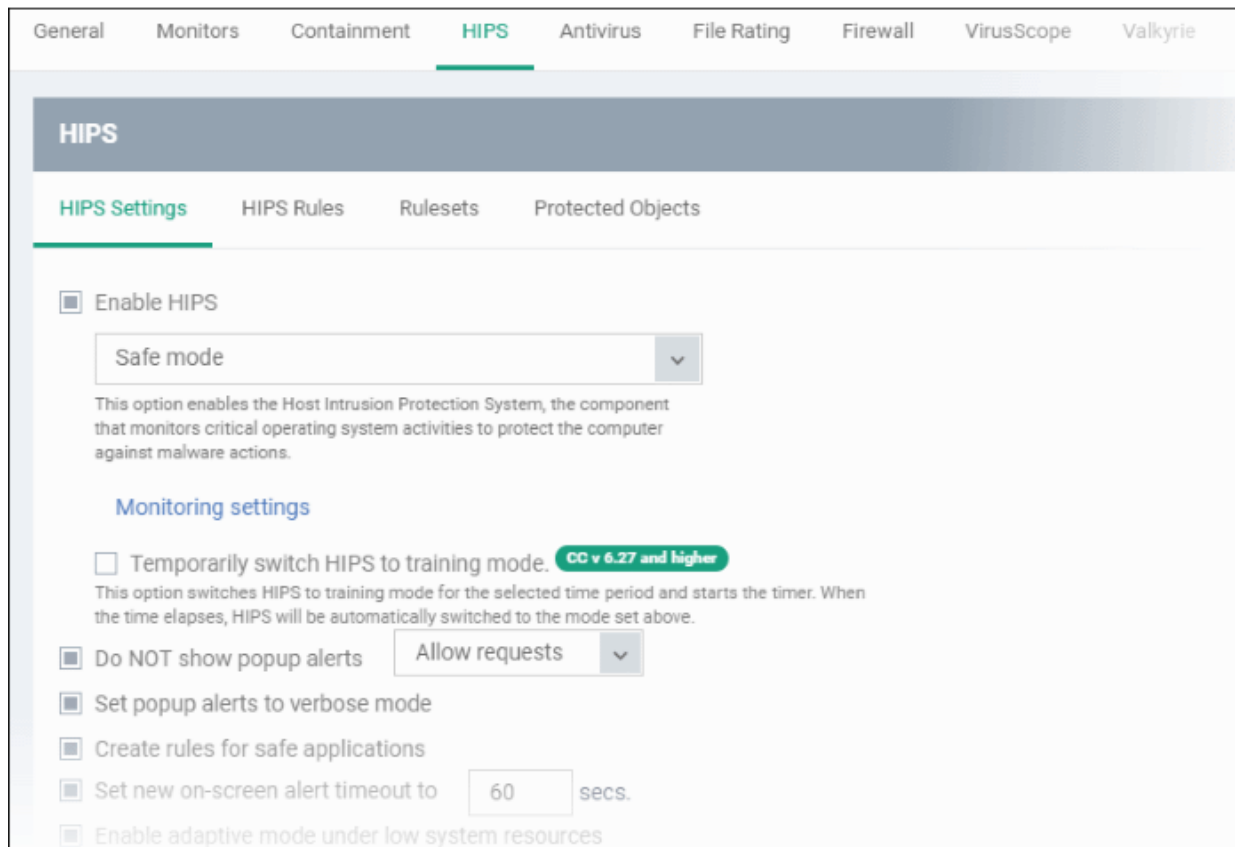 General Monitors Containment HIPS Antivirus File Rating Firewall VirusScope Valkyrie
HIPS
HIPS Settings HIPS Rules Rulesets Protected Objects
Enable HIPS
Safe mode
This option enables the Host Intrusion Protection System, the component
that monitors critical operating system activities to protect the computer
against malware actions.
Monitoring settings
Temporarily switch HIPS to training mode. CC v 6.27 and higher
This option switches HIPS to training mode for the selected time period and starts the timer. When
the time elapses, HIPS will be automatically switched to the mode set above.
Do NOT show popup alerts Allow requests
Set popup alerts to verbose mode
Create rules for safe applications
Set new on-screen alert timeout to 60 secs.
Enable adaptive mode under low system resources